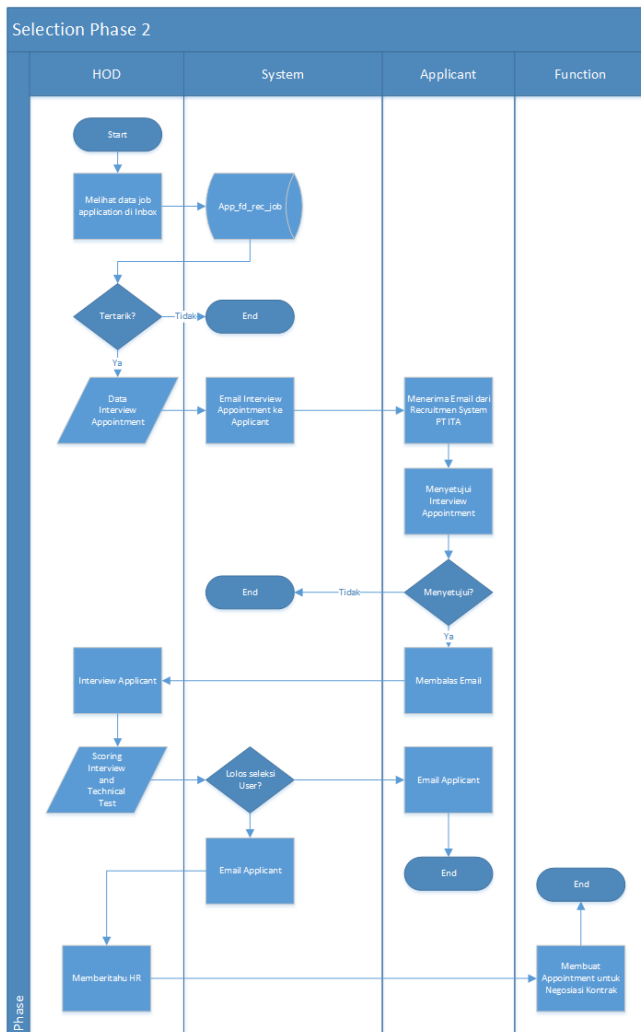 Selection Phase 2
HOD
System
Applicant
Function
Start
Melihat data job
application di Inbox
App_fd_rec_job
Tertarik?
Tidak
End
Ya
Data
Interview
Appointment
Email Interview
Appointment ke
Applicant
Menerima Email dari
Recruitmen System
PT ITA
Menyetujui
Interview
Appointment
End
Tidak
Menyetujui?
Ya
Interview Applicant
Membalas Email
Scoring
Interview
and
Technical
Test
Lolos seleksi
User?
Email Applicant
Email Applicant
End
End
Memberitahu HR
Membuat
Appointment untuk
Negosiasi Kontrak
Phase